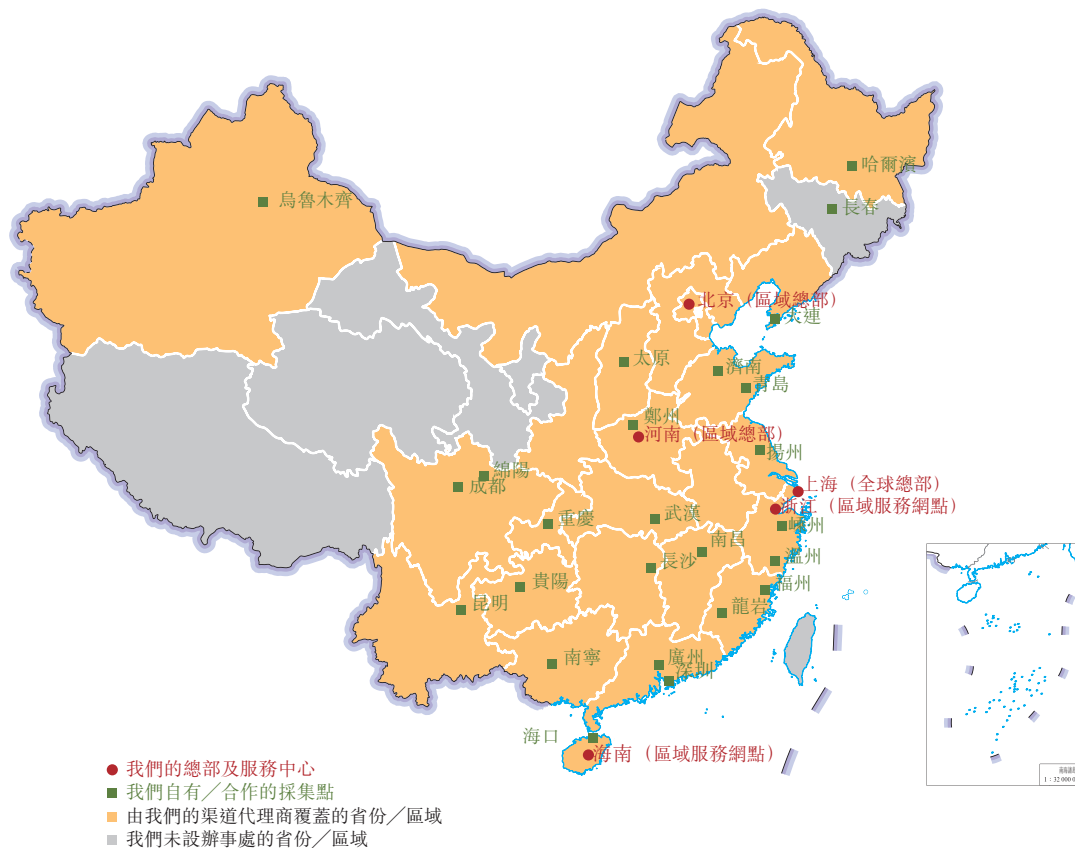 哈爾濱
烏魯木齊
長春
北京（區域總部）
大連
太原
濟南
青島
鄭州
河南（區域總部）
揚州
綿陽
成都
上海（全球總部）
浙江（區域服務網點）
重慶
武漢
嵊州
南昌
長沙
溫州
貴陽
福州
昆明
龍岩
南寧
廣州
深圳
海口
海南（區域服務網點）
我們的總部及服務中心
我們自有／合作的採集點
由我們的渠道代理商覆蓋的省份／區域
我們未設辦事處的省份／區域
1 : 32 000 0